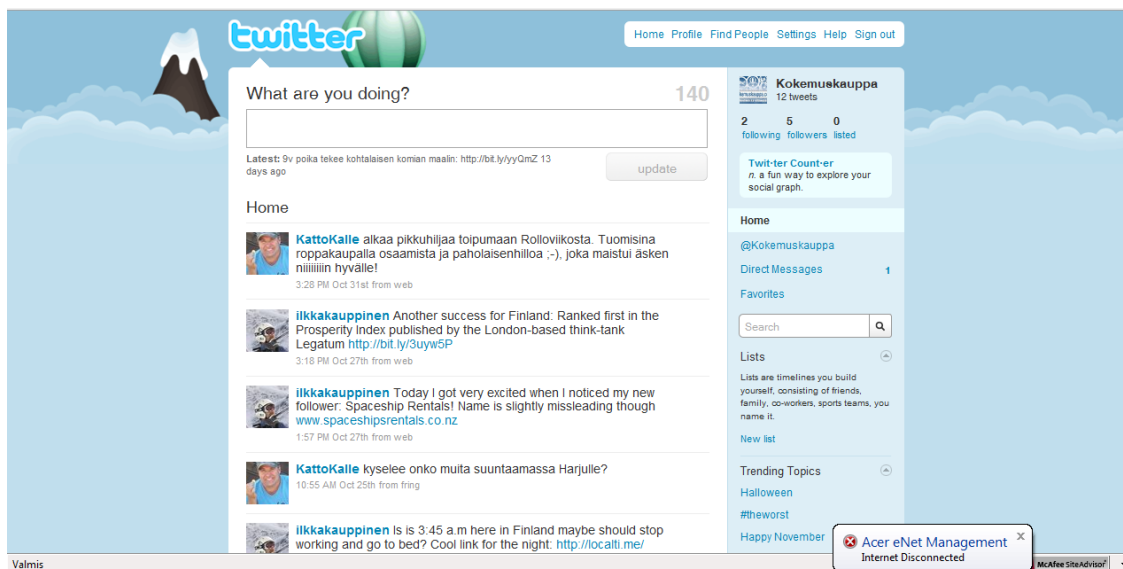 twitter
Home Profile Find People Settings Help Sign out
What are you doing?
140
Latest: 9v poika tekee kohtalaisen komian maalin: http://bit.ly/yyQmZ 13
days ago
update
Home
KattoKalle alkaa pikkuhiljaa toipumaan Rolloviikosta. Tuomisina
roppakaupalla osaamista ja paholaisenhilloa ;-), joka maistui äsken
niiiiiiin hyvälle!
3:28 PM Oct 31st from web
ilkkakauppinen Another success for Finland: Ranked first in the
Prosperity Index published by the London-based think-tank
Legatum http://bit.ly/3uyw5P
3:18 PM Oct 27th from web
ilkkakauppinen Today I got very excited when I noticed my new
follower: Spaceship Rentals! Name is slightly missleading though
www.spaceshipsrentals.co.nz
1:57 PM Oct 27th from web
KattoKalle kyselee onko muita suuntaamassa Harjulle?
10:55 AM Oct 25th from fring
ilkkakauppinen Is is 3:45 a.m here in Finland maybe should stop
working and go to bed? Cool link for the night: http://localti.me/
Kokemuskauppa
12 tweets
2 5 0
following followers listed
Twit·ter Count·er
n. a fun way to explore your
social graph.
Home
@Kokemuskauppa
Direct Messages 1
Favorites
Search
Lists
Lists are timelines you build
yourself, consisting of friends,
family, co-workers, sports teams, you
name it.
New list
Trending Topics
Halloween
#theworst
Happy November
Acer eNet Management
Internet Disconnected
Valmis
McAfee SiteAdvisor